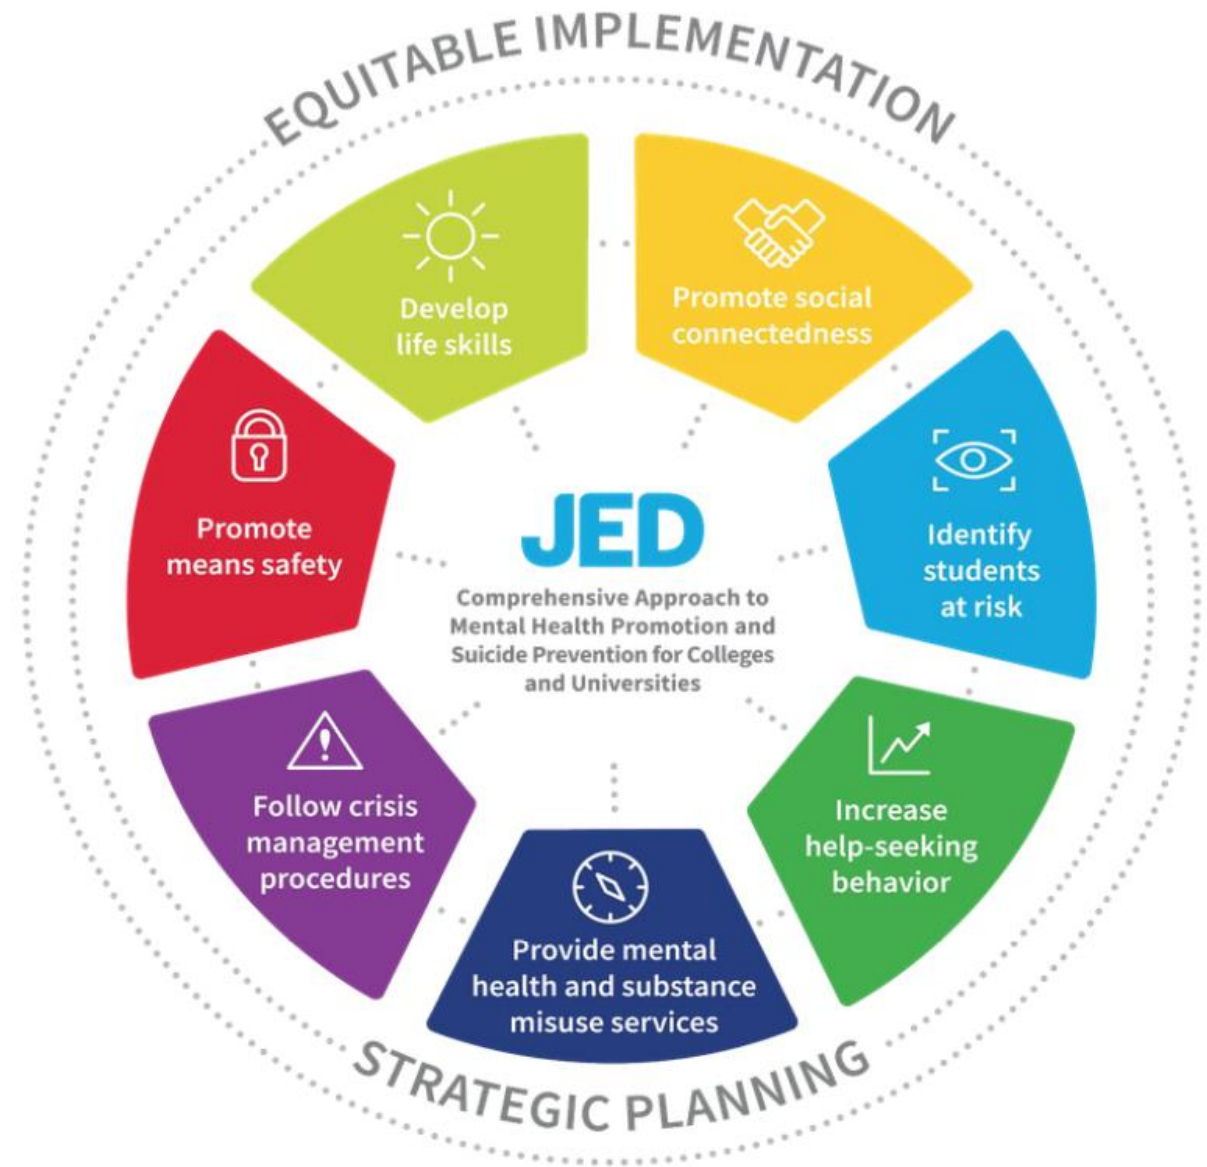 EQUITABLE IMPLEMENTATION
Develop
life skills
Promote social
connectedness
Identify
students
at risk
Increase
help-seeking
behavior
Provide mental
health and substance
misuse services
Follow crisis
management
procedures
Promote
means safety
JED
Comprehensive Approach to
Mental Health Promotion and
Suicide Prevention for Colleges
and Universities
STRATEGIC PLANNING